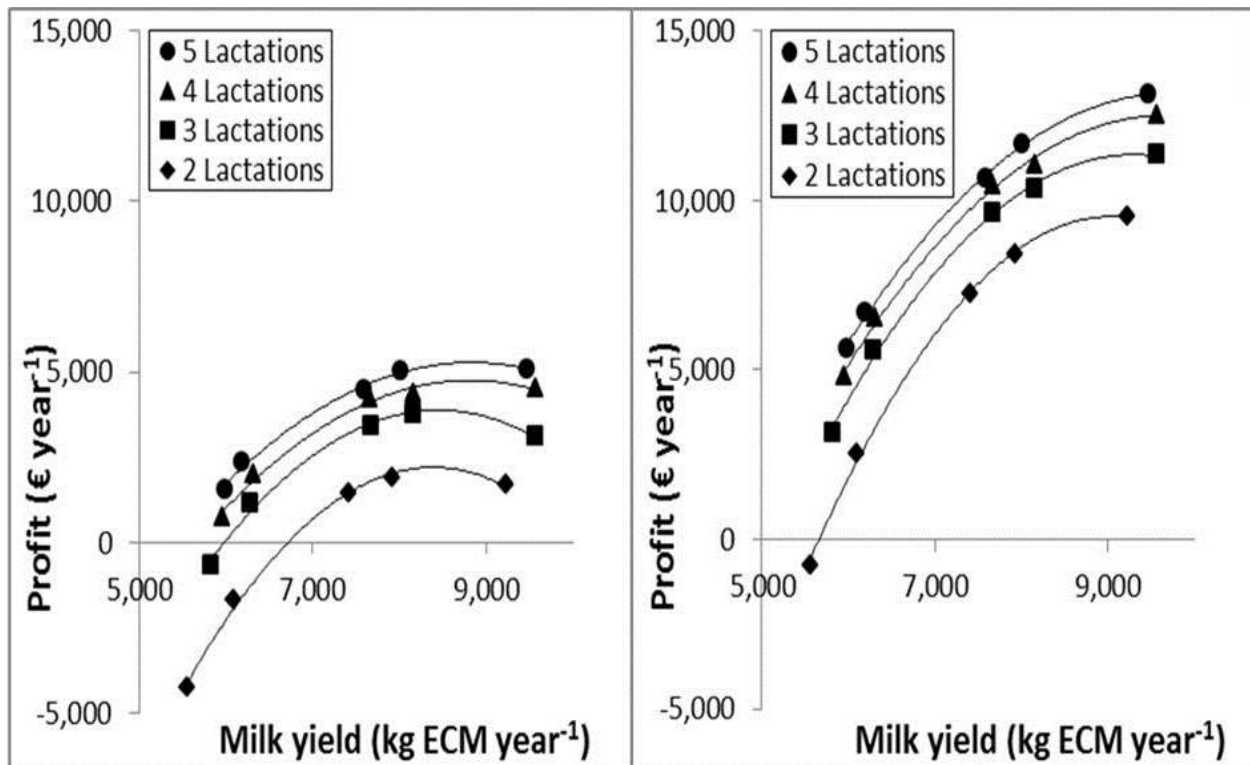 15,000
10,000
5,000
0
-5,000
5 Lactations
4 Lactations
3 Lactations
2 Lactations
5,000
7,000
9,000
Profit (€ year⁻¹)
Milk yield (kg ECM year⁻¹)
15,000
10,000
5,000
0
-5,000
5 Lactations
4 Lactations
3 Lactations
2 Lactations
5,000
7,000
9,000
Profit (€ year⁻¹)
Milk yield (kg ECM year⁻¹)